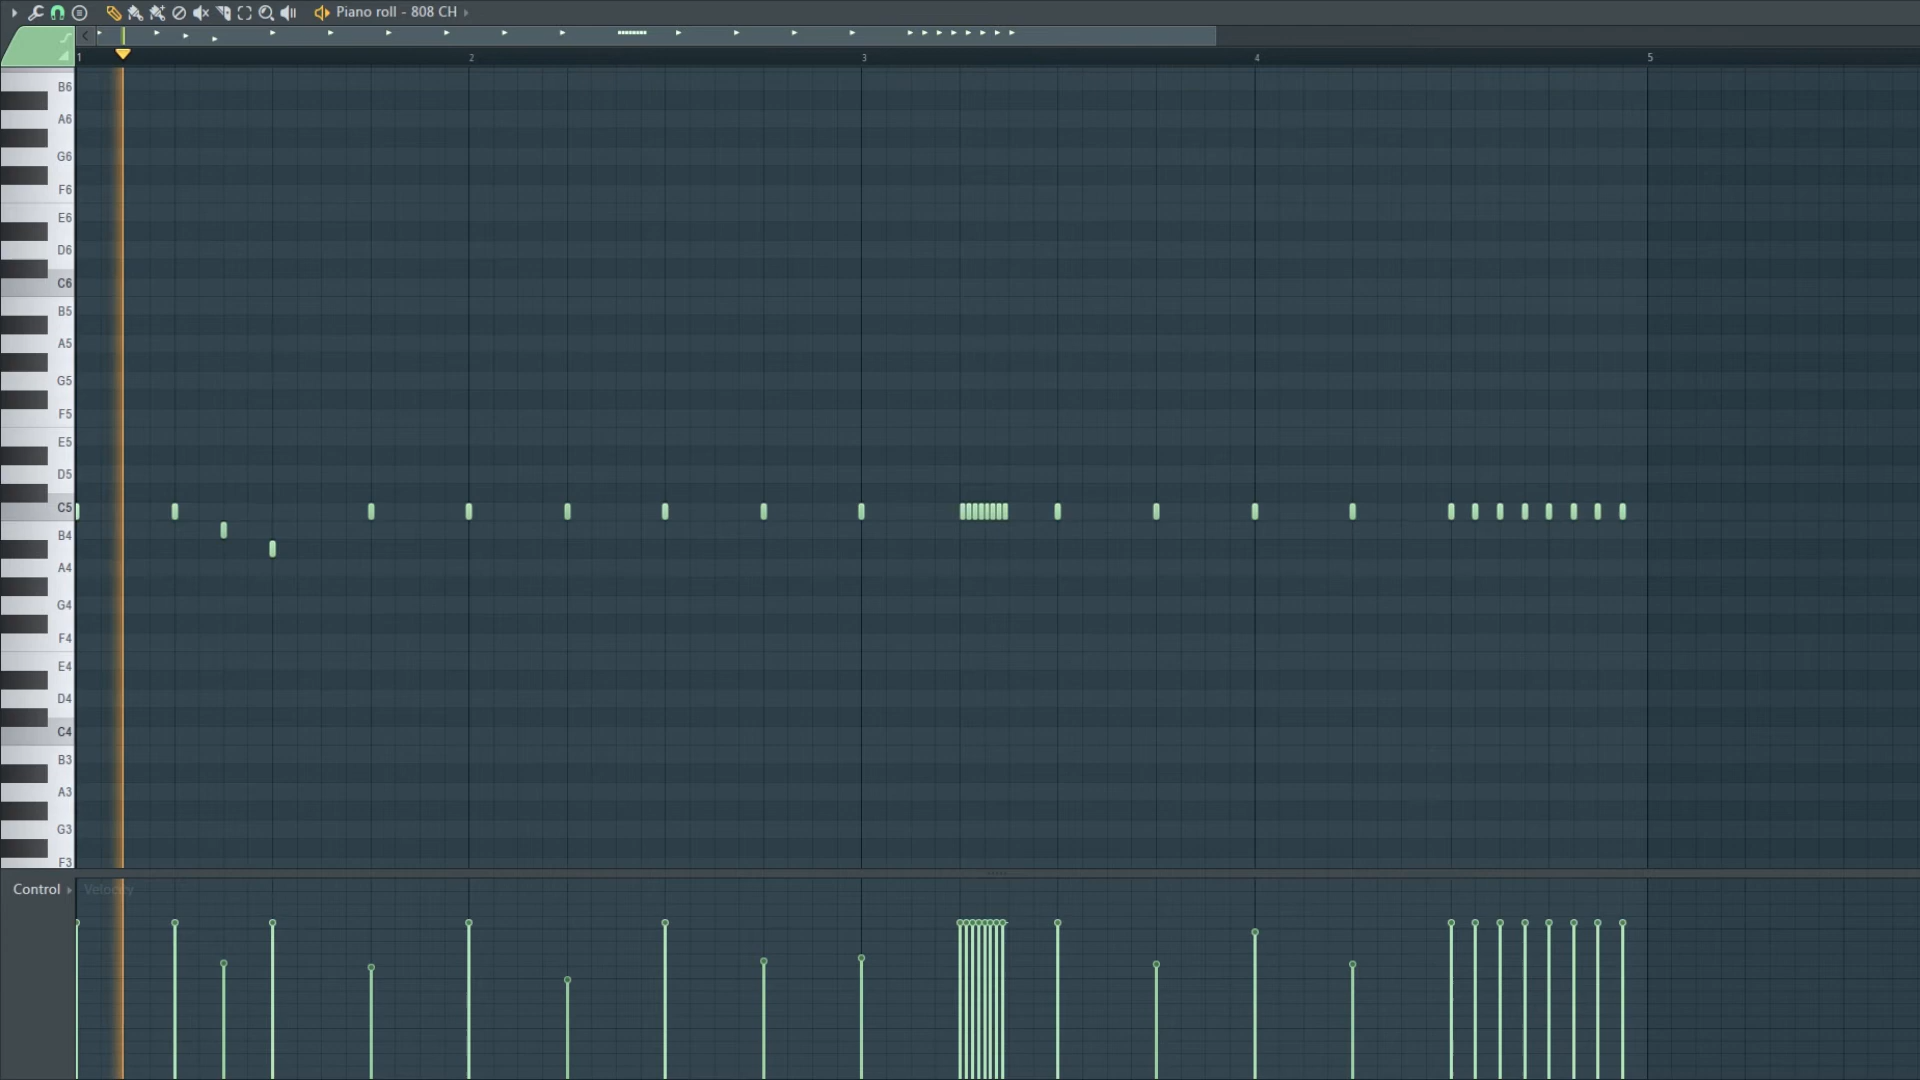 Piano roll - 808 CH
1 2 3 4 5
B6
A6
G6
F6
E6
D6
C6
B5
A5
G5
F5
E5
D5
C5
B4
A4
G4
F4
E4
D4
C4
B3
A3
G3
F3
Control Velocity